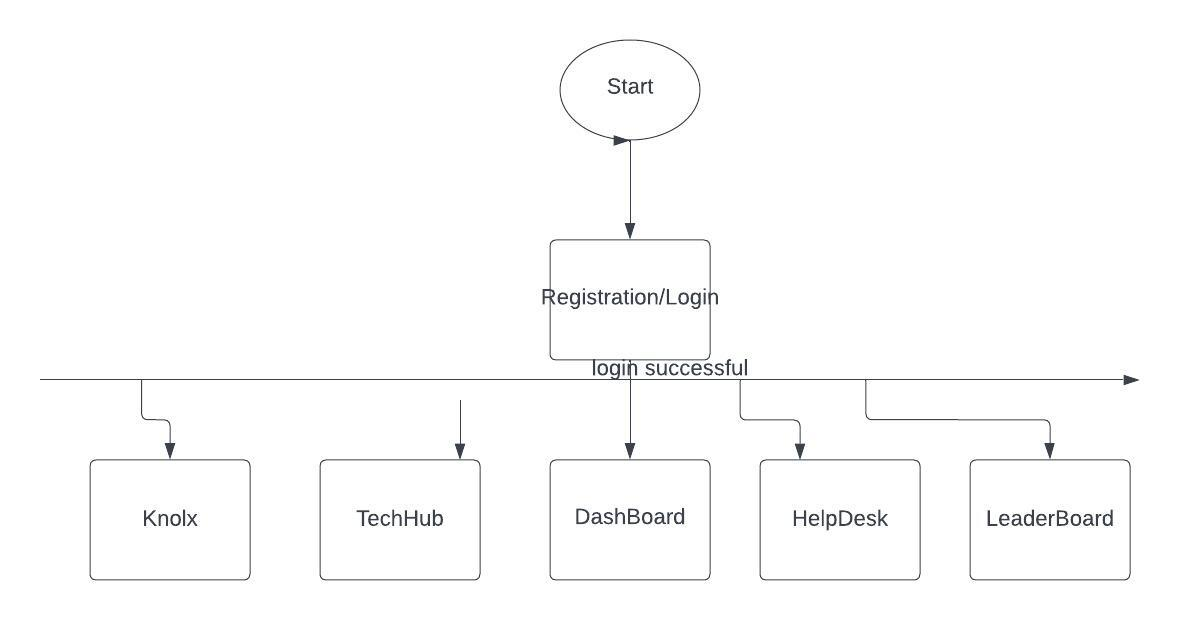 Start
Registration/Login
login successful
Knolx
TechHub
DashBoard
HelpDesk
LeaderBoard